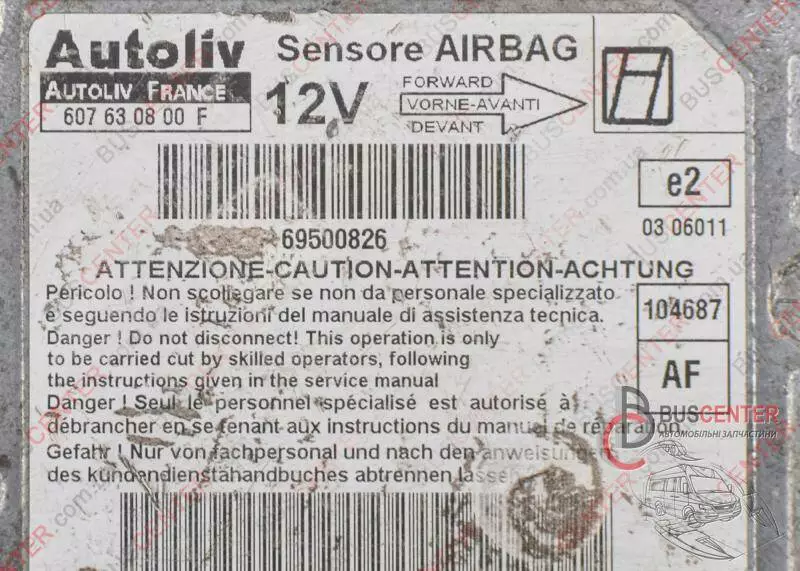 Autoliv
Sensore AIRBAG
AUTOLIV FRANCE
607 63 08 00 F
12V
FORWARD
VORNE-AVANTI
DEVANT
e2
03 06011
69500826
ATTENZIONE-CAUTION-ATTENTION-ACHTUNG
Pericolo ! Non scollegare se non da personale specializzato
e seguendo le istruzioni del manuale di assistenza tecnica.
Danger ! Do not disconnect! This operation is only
to be carried out by skilled operators, following
the instructions given in the service manual
Danger ! Seul le personnel spécialisé est autorisé à
débrancher en se tenant aux instructions du manuel de réparation
Gefahr ! Nur von fachpersonal und nach den anweisungen
des kundendienstahandbuches abtrennen lassen
104687
AF
BUSCENTER
АВТОМОБІЛЬНІ ЗАПЧАСТИНИ